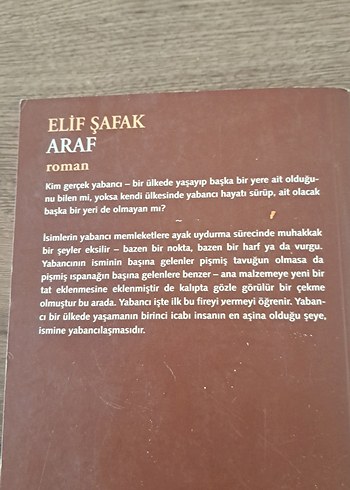 ELİF ŞAFAK
ARAF
roman
Kim gerçek yabancı – bir ülkede yaşayıp başka bir yere ait olduğu-
nu bilen mi, yoksa kendi ülkesinde yabancı hayatı sürüp, ait olacak
başka bir yeri de olmayan mı?
~
İsimlerin yabancı memleketlere ayak uydurma sürecinde muhakkak
bir şeyler eksilir – bazen bir nokta, bazen bir harf ya da vurgu.
Yabancının isminin başına gelenler pişmiş tavuğun olmasa da
pişmiş ıspanağın başına gelenlere benzer – ana malzemeye yeni bir
tat eklenmesine eklenmiştir de kalıpta gözle görülür bir çekme
olmuştur bu arada. Yabancı işte ilk bu fireyi vermeyi öğrenir. Yaban-
cı bir ülkede yaşamanın birinci icabı insanın en aşina olduğu şeye,
ismine yabancılaşmasıdır.